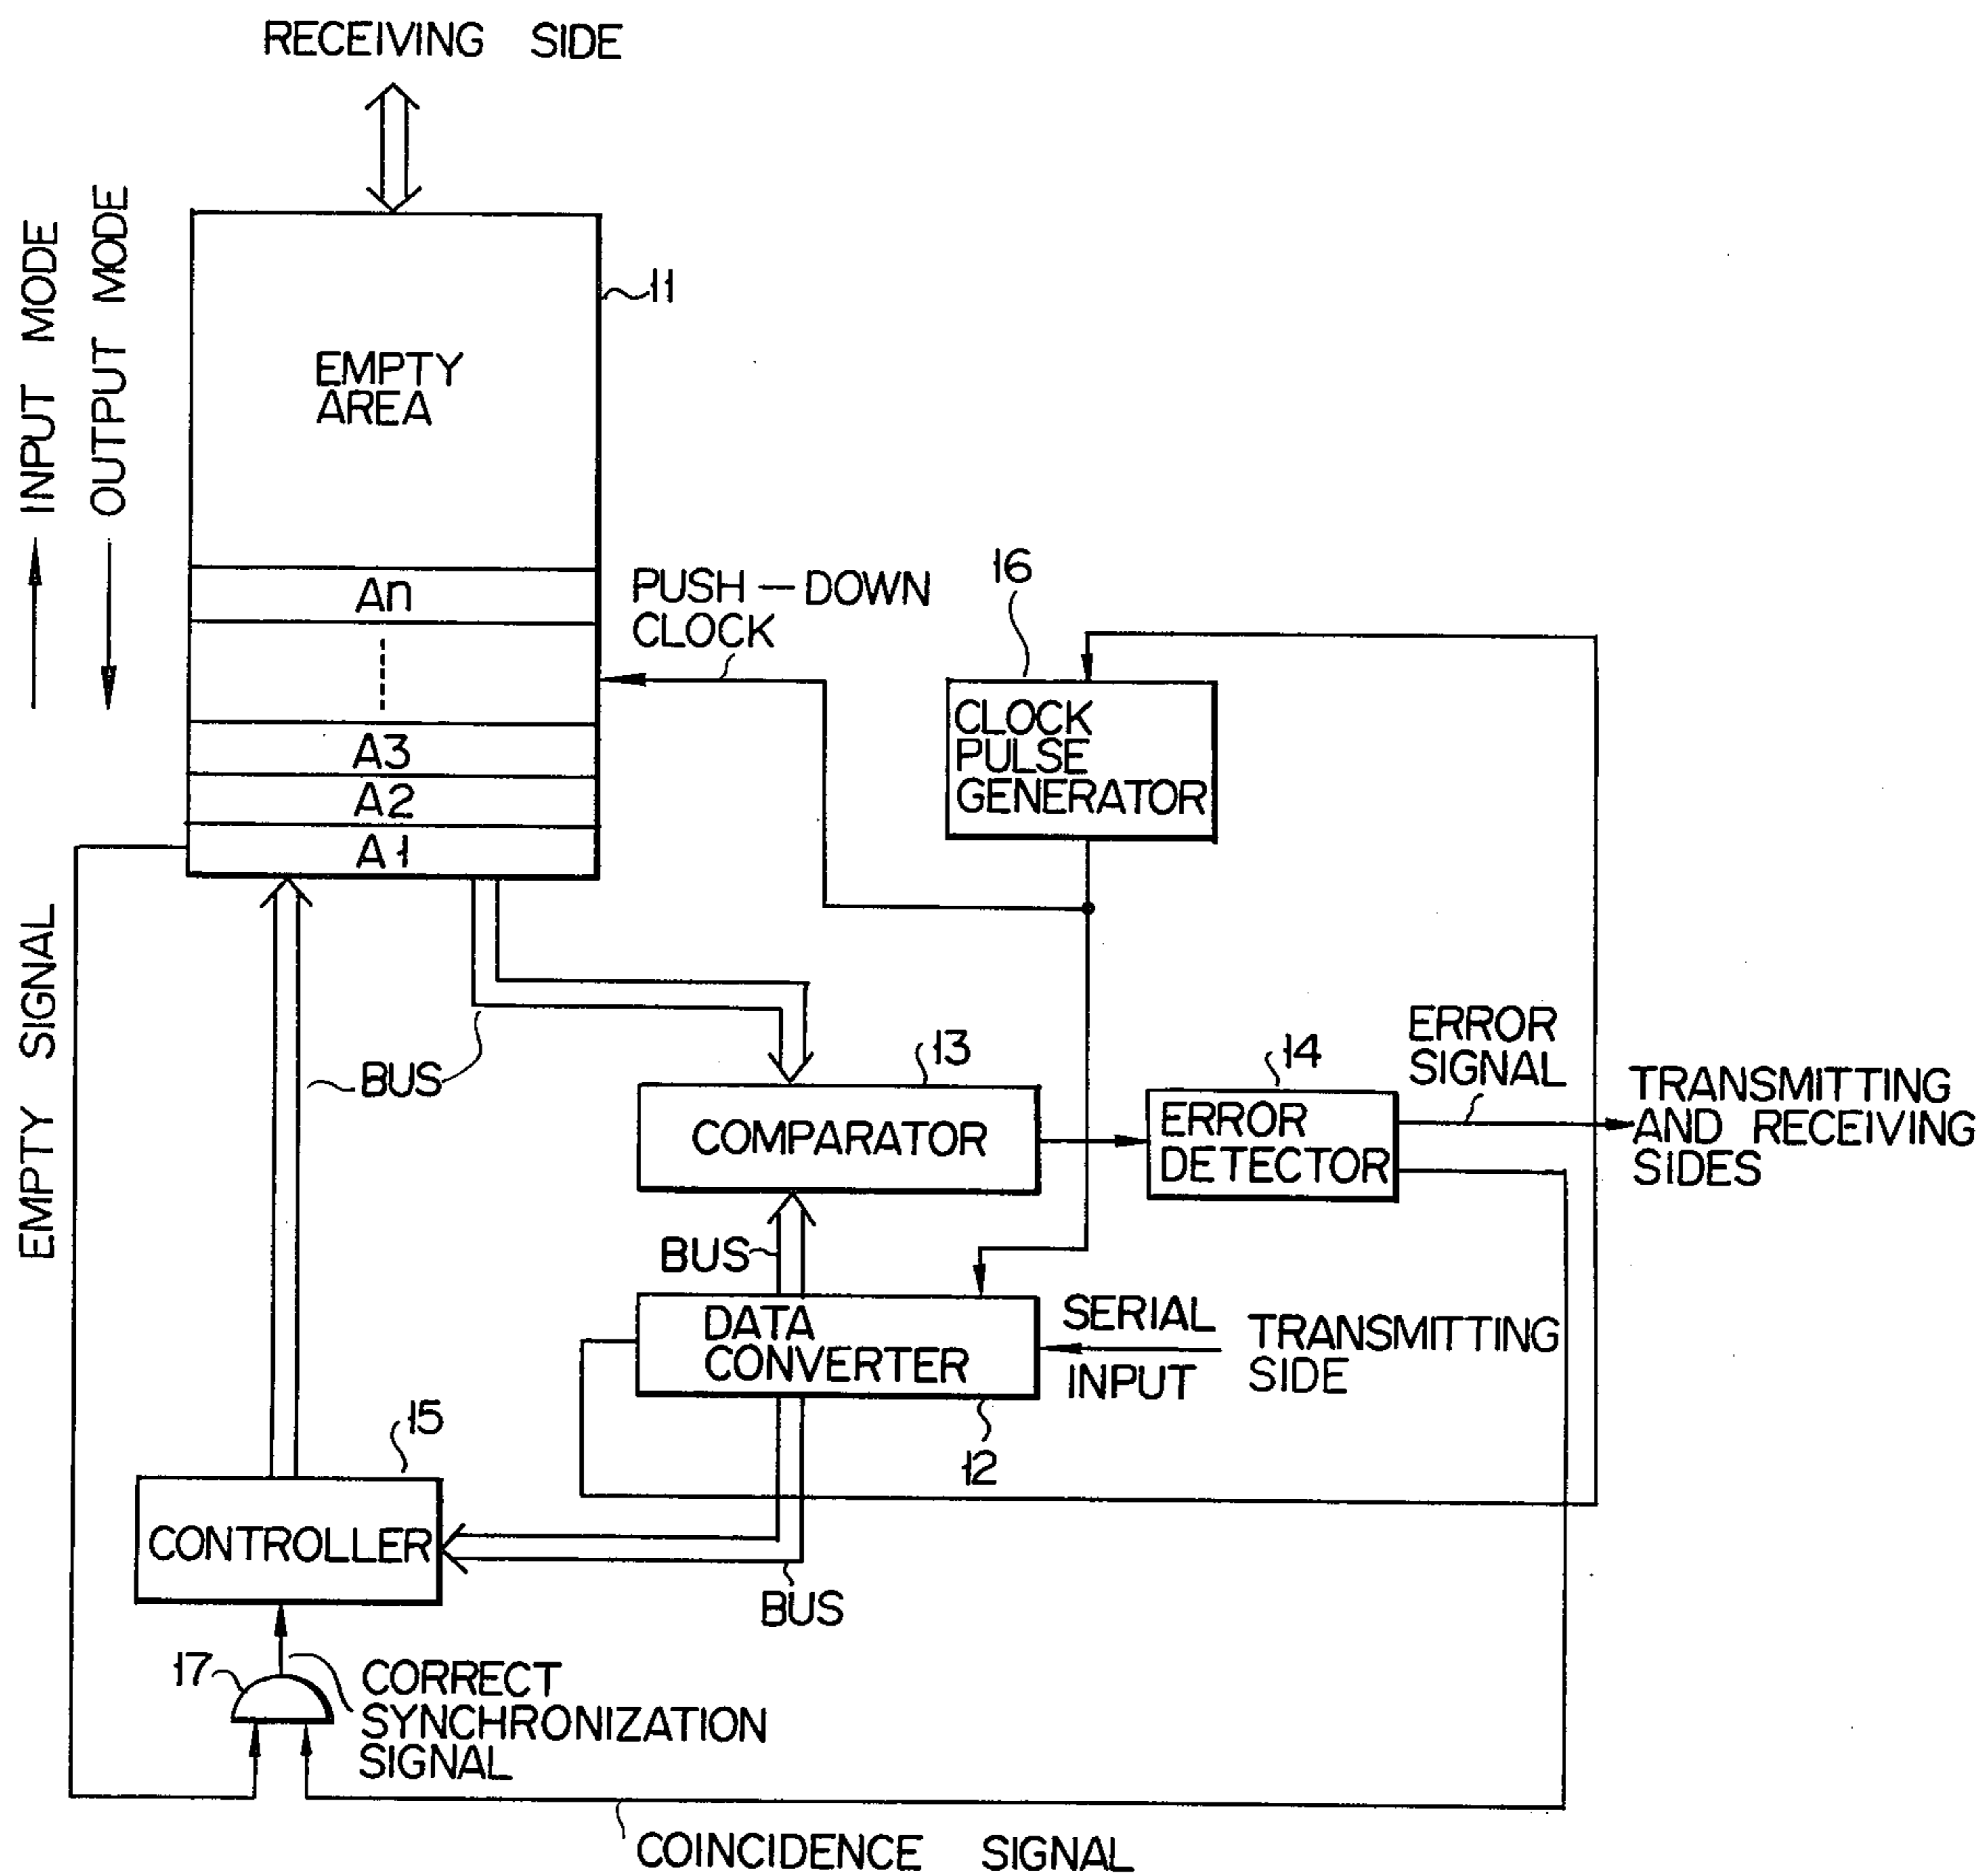 RECEIVING SIDE
INPUT MODE
OUTPUT MODE
11
EMPTY
AREA
An
PUSH-DOWN
CLOCK
16
CLOCK
PULSE
GENERATOR
A3
A2
A1
EMPTY SIGNAL
BUS
13
COMPARATOR
14
ERROR
DETECTOR
ERROR
SIGNAL
TRANSMITTING
AND RECEIVING
SIDES
BUS
DATA
CONVERTER
SERIAL
INPUT
TRANSMITTING
SIDE
12
15
CONTROLLER
BUS
17
CORRECT
SYNCHRONIZATION
SIGNAL
COINCIDENCE SIGNAL